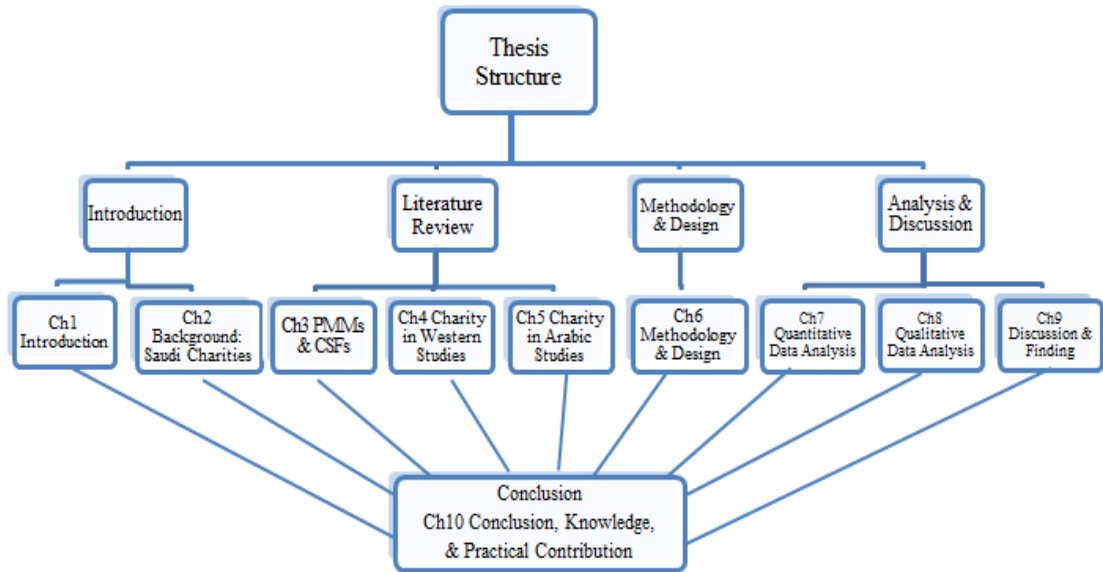 Thesis
Structure
Introduction
Literature
Review
Methodology
& Design
Analysis &
Discussion
Ch1
Introduction
Ch2
Background:
Saudi Charities
Ch3 PMMs
& CSFs
Ch4 Charity
in Western
Studies
Ch5 Charity
in Arabic
Studies
Ch6
Methodology
& Design
Ch7
Quantitative
Data Analysis
Ch8
Qualitative
Data Analysis
Ch9
Discussion &
Finding
Conclusion
Ch10 Conclusion, Knowledge,
& Practical Contribution